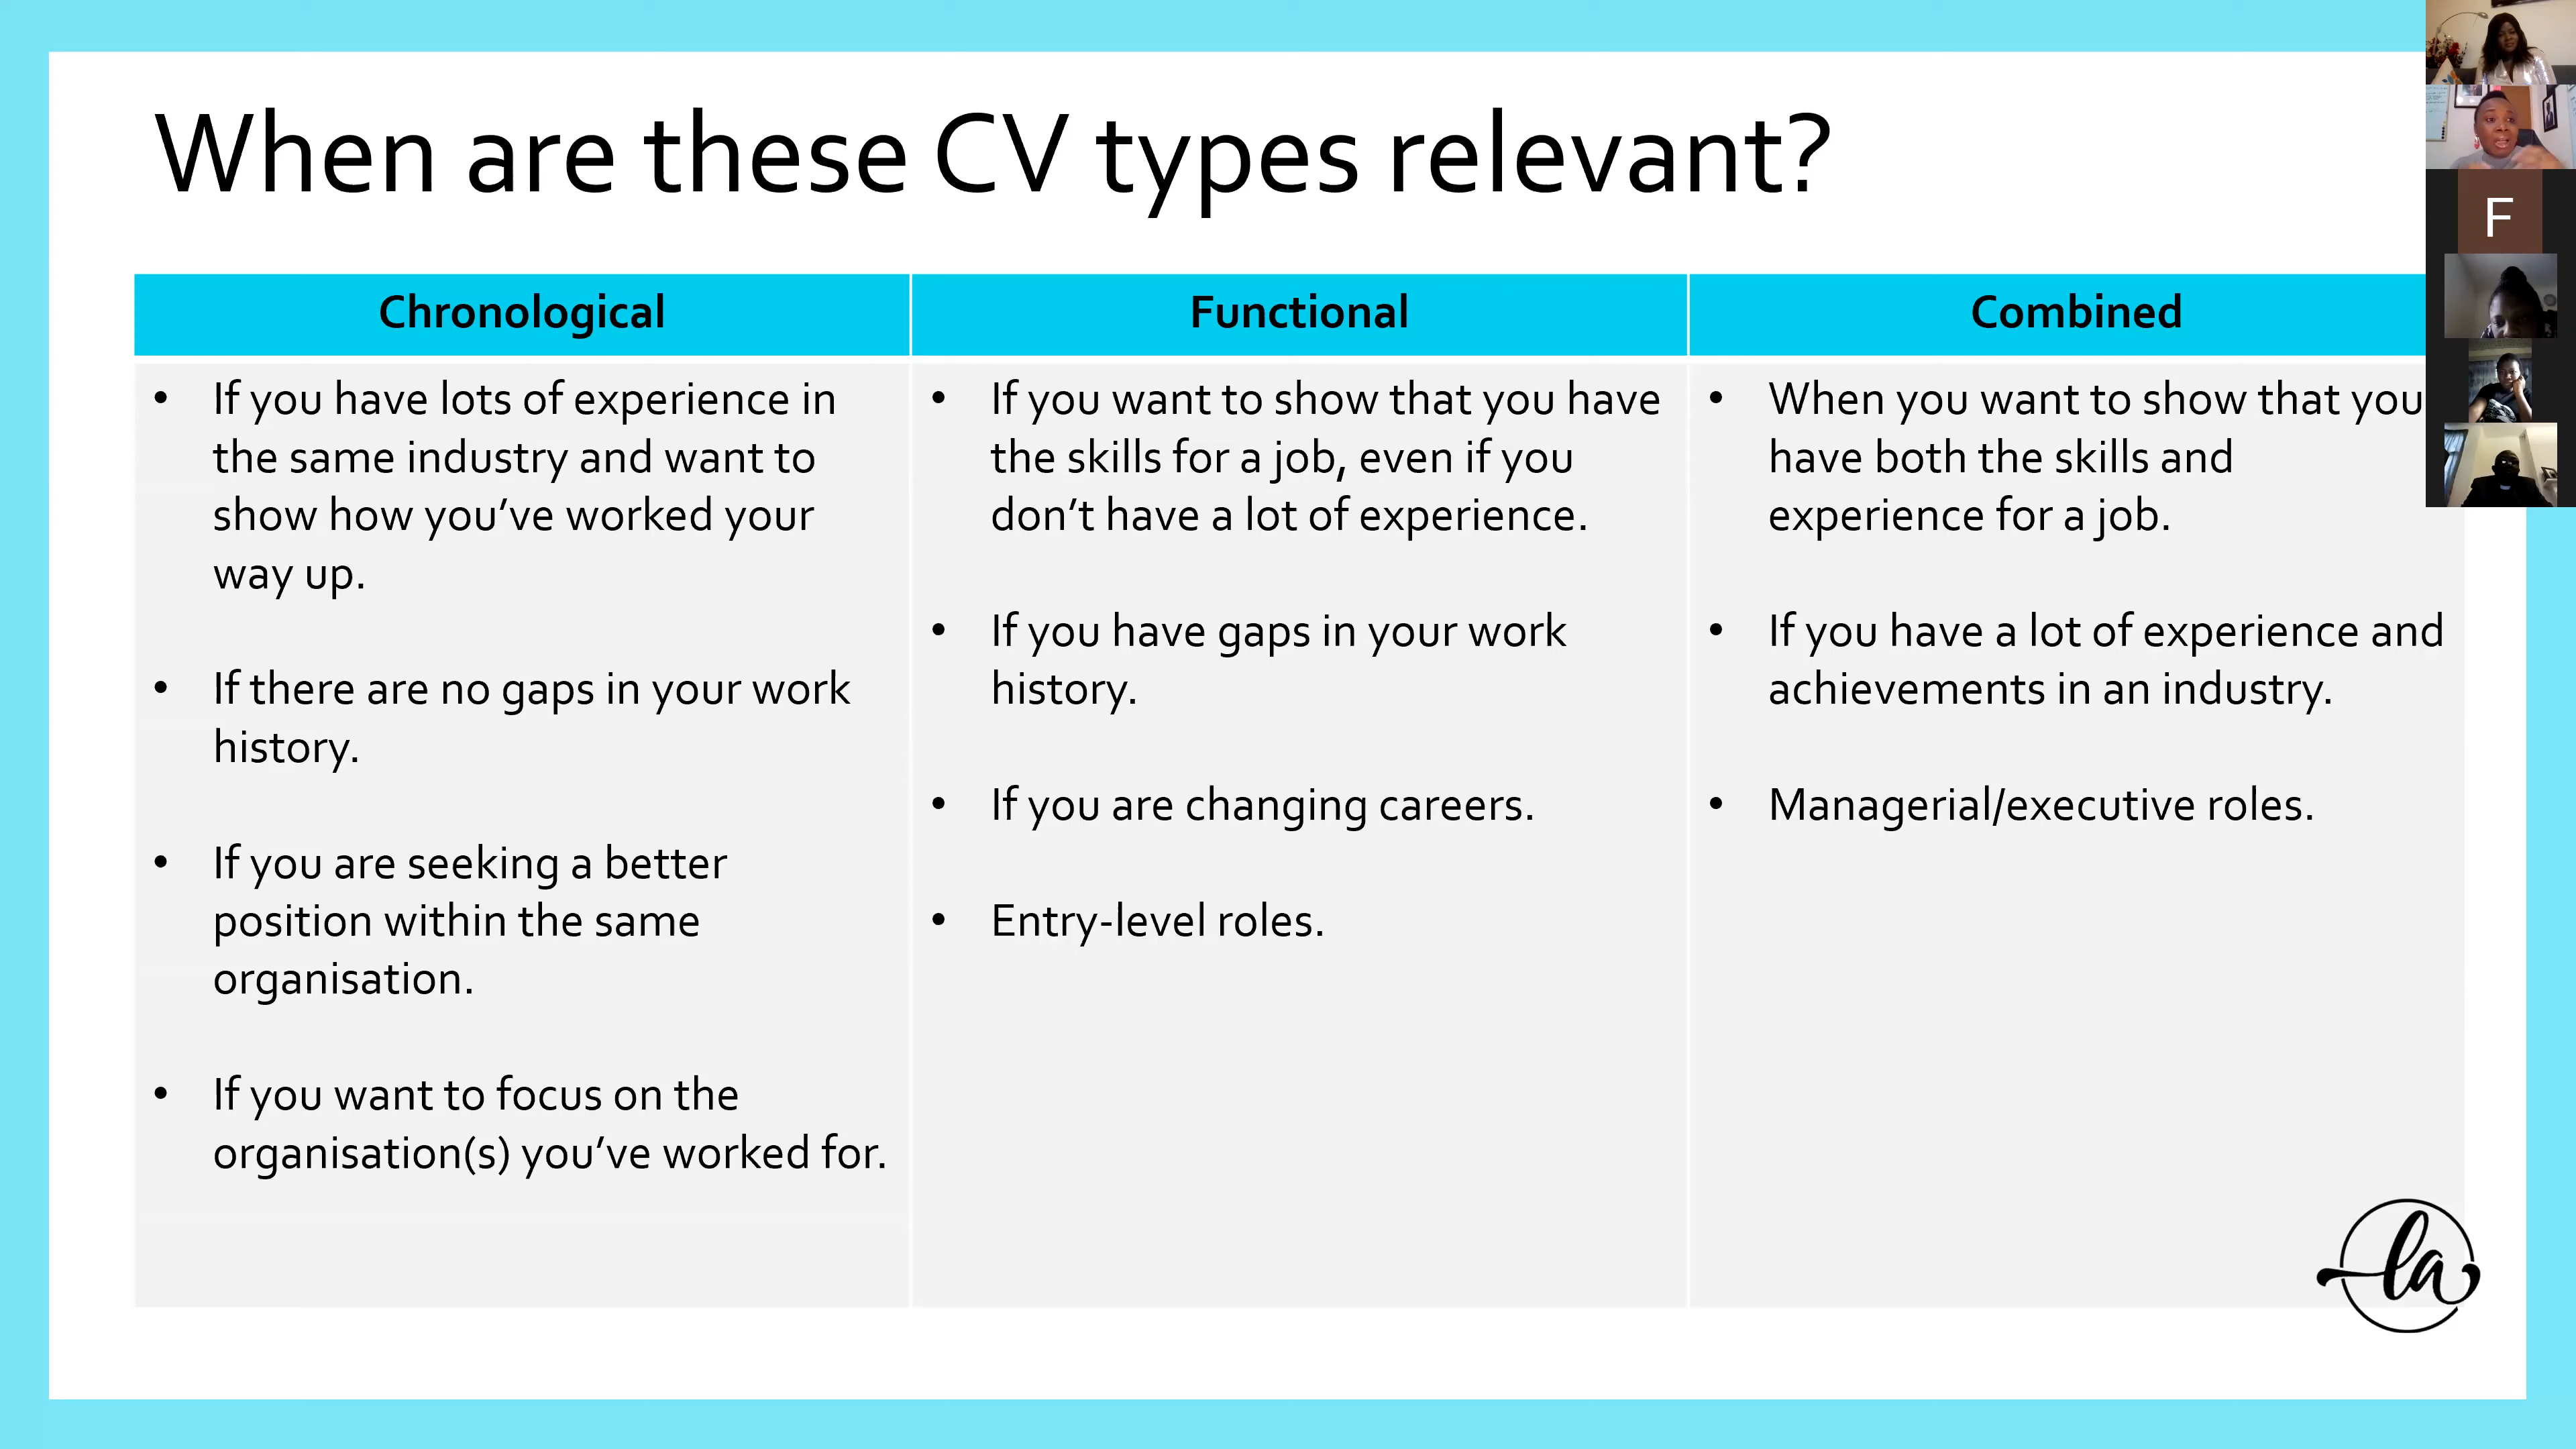 When are these CV types relevant?
Chronological
Functional
Combined
• If you have lots of experience in
the same industry and want to
show how you’ve worked your
way up.
• If there are no gaps in your work
history.
• If you are seeking a better
position within the same
organisation.
• If you want to focus on the
organisation(s) you’ve worked for.
• If you want to show that you have
the skills for a job, even if you
don’t have a lot of experience.
• If you have gaps in your work
history.
• If you are changing careers.
• Entry-level roles.
• When you want to show that you
have both the skills and
experience for a job.
• If you have a lot of experience and
achievements in an industry.
• Managerial/executive roles.
F
la